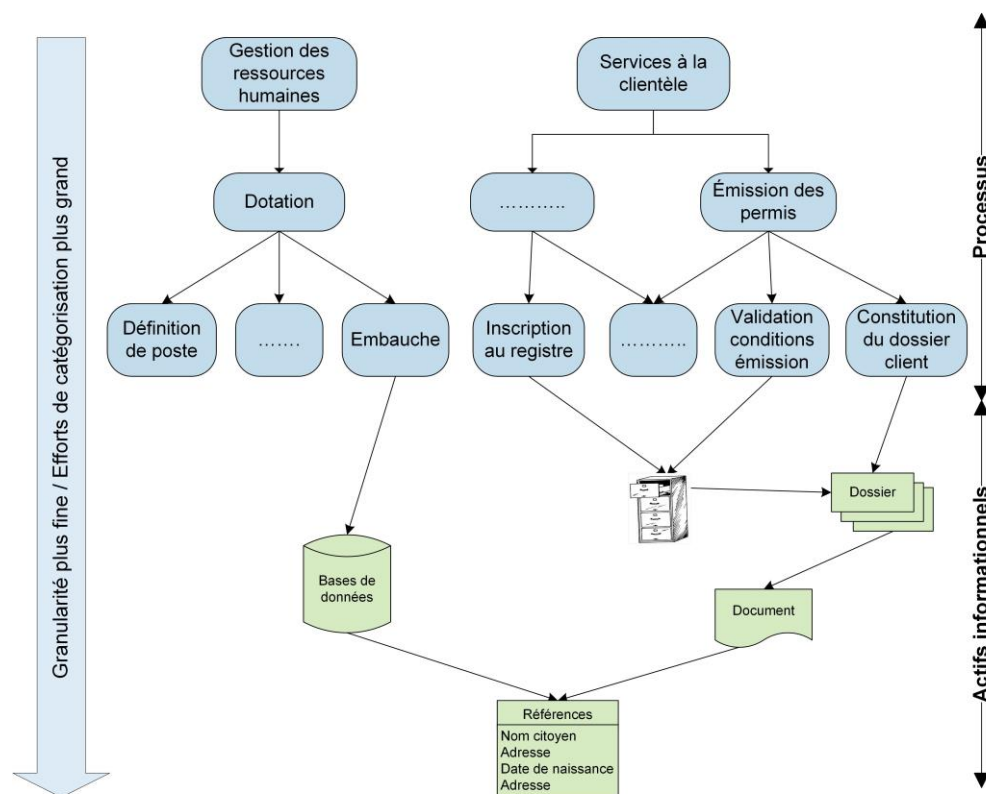 Gestion des
ressources
humaines
Services à la
clientèle
Dotation
………..
Émission des
permis
Définition
de poste
…….
Embauche
Inscription
au registre
………..
Validation
conditions
émission
Constitution
du dossier
client
Dossier
Bases de
données
Document
Références
Nom citoyen
Adresse
Date de naissance
Adresse
Granularité plus fine / Efforts de catégorisation plus grand
Processus
Actifs informationnels